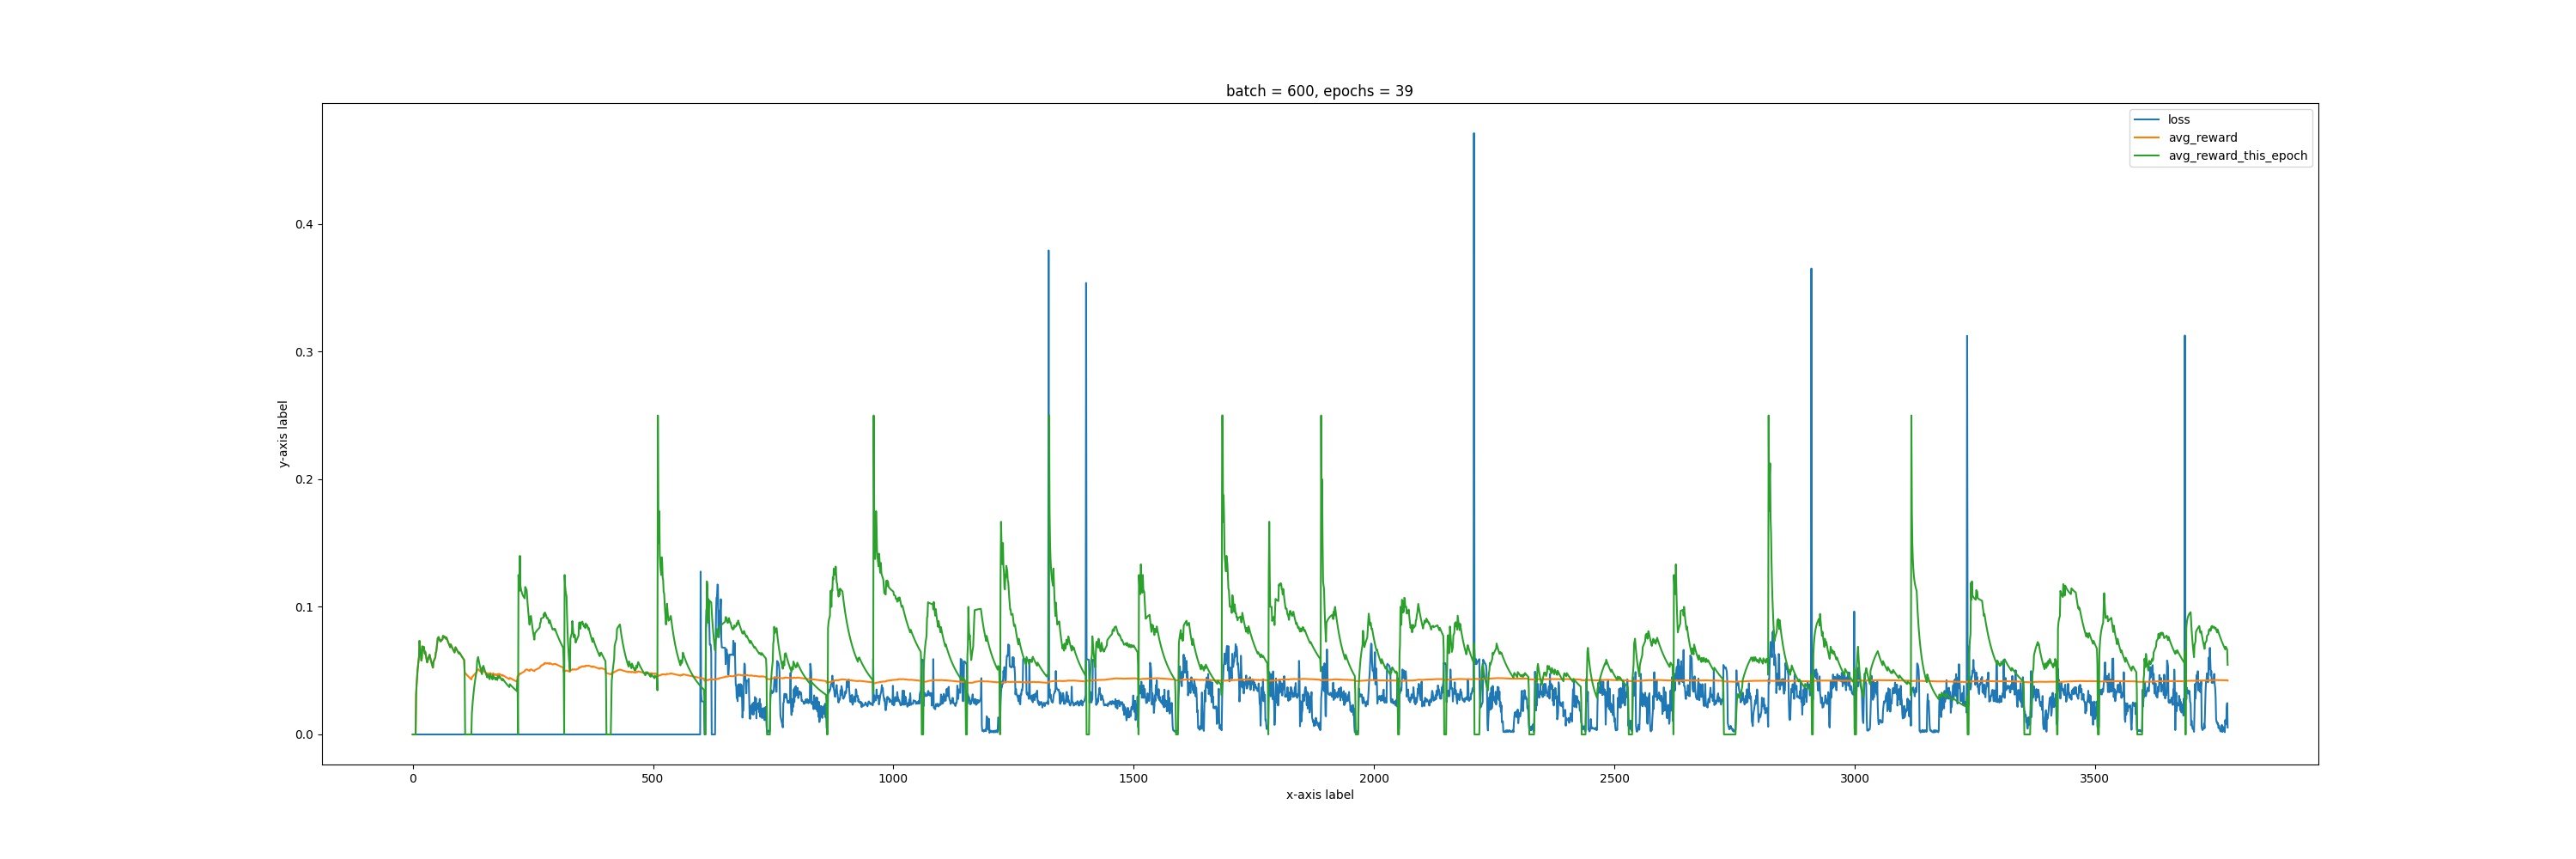 batch = 600, epochs = 39
loss
avg_reward
avg_reward_this_epoch
y-axis label
0.4
0.3
0.2
0.1
0.0
0 500 1000 1500 2000 2500 3000 3500
x-axis label